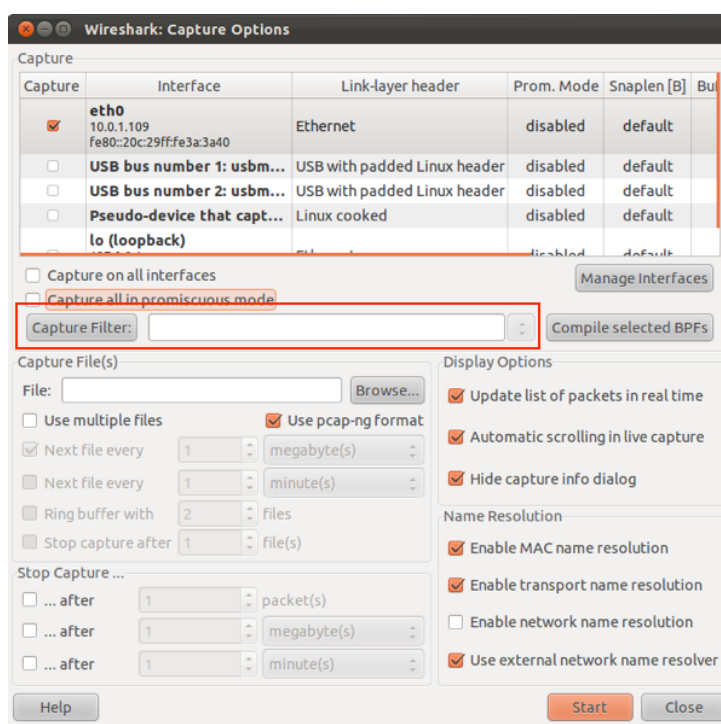 Wireshark: Capture Options
Capture
Capture Interface Link-layer header Prom. Mode Snaplen [B]
eth0
10.0.1.109
fe80::20c:29ff:fe3a:3a40
Ethernet disabled default
USB bus number 1: usbm... USB with padded Linux header disabled default
USB bus number 2: usbm... USB with padded Linux header disabled default
Pseudo-device that capt... Linux cooked disabled default
lo (loopback)
disabled default
Capture on all interfaces
Manage Interfaces
Capture all in promiscuous mode
Capture Filter: Compile selected BPFs
Capture File(s)
File: Browse...
Use multiple files Use pcap-ng format
Next file every 1 megabyte(s)
Next file every 1 minute(s)
Ring buffer with 2 files
Stop capture after 1 file(s)
Stop Capture ...
... after 1 packet(s)
... after 1 megabyte(s)
... after 1 minute(s)
Display Options
Update list of packets in real time
Automatic scrolling in live capture
Hide capture info dialog
Name Resolution
Enable MAC name resolution
Enable transport name resolution
Enable network name resolution
Use external network name resolver
Help Start Close